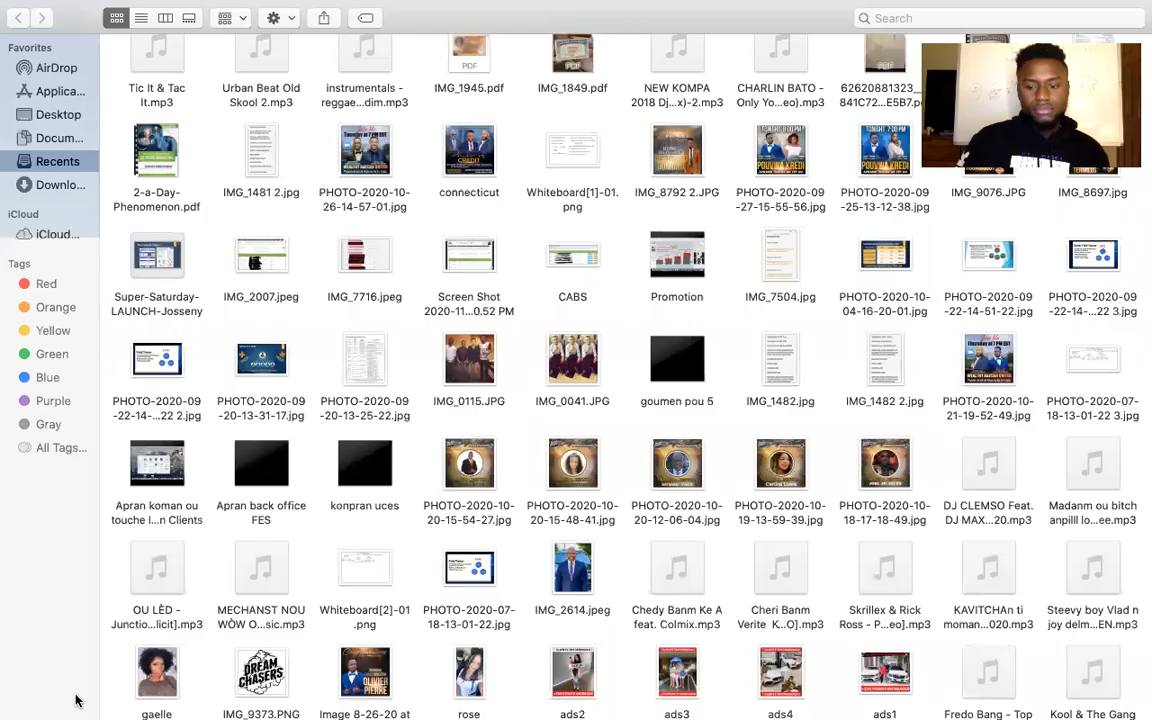 Search
Favorites
AirDrop
Applica...
Desktop
Docum...
Recents
Downlo...
iCloud
iCloud...
Tags
Red
Orange
Yellow
Green
Blue
Purple
Gray
All Tags...
PDF
PDF
Tic It & Tac
It.mp3
Urban Beat Old
Skool 2.mp3
instrumentals -
reggae...dim.mp3
IMG_1945.pdf
IMG_1849.pdf
NEW KOMPA
2018 Dj...x)-2.mp3
CHARLIN BATO -
Only Yo...eo).mp3
62620881323__
841C72...E5B7.p
2-a-Day-
Phenomenon.pdf
IMG_1481 2.jpg
PHOTO-2020-10-
26-14-57-01.jpg
connecticut
Whiteboard[1]-01.
png
IMG_8792 2.JPG
PHOTO-2020-09
-27-15-55-56.jpg
PHOTO-2020-09
-25-13-12-38.jpg
IMG_9076.JPG
IMG_8697.jpg
Super-Saturday-
LAUNCH-Josseny
IMG_2007.jpeg
IMG_7716.jpeg
Screen Shot
2020-11...0.52 PM
CABS
Promotion
IMG_7504.jpg
PHOTO-2020-10-
04-16-20-01.jpg
PHOTO-2020-09
-22-14-51-22.jpg
PHOTO-2020-09
-22-14-...22 3.jpg
PHOTO-2020-09
-22-14-...22 2.jpg
PHOTO-2020-09
-20-13-31-17.jpg
PHOTO-2020-09
-20-13-25-22.jpg
IMG_0115.JPG
IMG_0041.JPG
goumen pou 5
IMG_1482.jpg
IMG_1482 2.jpg
PHOTO-2020-10-
21-19-52-49.jpg
PHOTO-2020-07-
18-13-01-22 3.jpg
Apran koman ou
touche l...n Clients
Apran back office
FES
konpran uces
PHOTO-2020-10-
20-15-54-27.jpg
PHOTO-2020-10-
20-15-48-41.jpg
PHOTO-2020-10-
20-12-06-04.jpg
PHOTO-2020-10-
19-13-59-39.jpg
PHOTO-2020-10-
18-17-18-49.jpg
DJ CLEMSO Feat.
DJ MAX...20.mp3
Madanm ou bitch
anpilll lo...ee.mp3
OU LÈD -
Junctio...licit].mp3
MECHANST NOU
WÒW O...sic.mp3
Whiteboard[2]-01
.png
PHOTO-2020-07-
18-13-01-22.jpg
IMG_2614.jpeg
Chedy Banm Ke A
feat. Colmix.mp3
Cheri Banm
Verite K...O].mp3
Skrillex & Rick
Ross - P...eo].mp3
KAVITCHAn ti
moman...020.mp3
Steevy boy Vlad n
joy delm...EN.mp3
DREAM
CHASERS
gaelle
IMG_9373.PNG
Image 8-26-20 at
rose
ads2
ads3
ads4
ads1
Fredo Bang - Top
Kool & The Gang